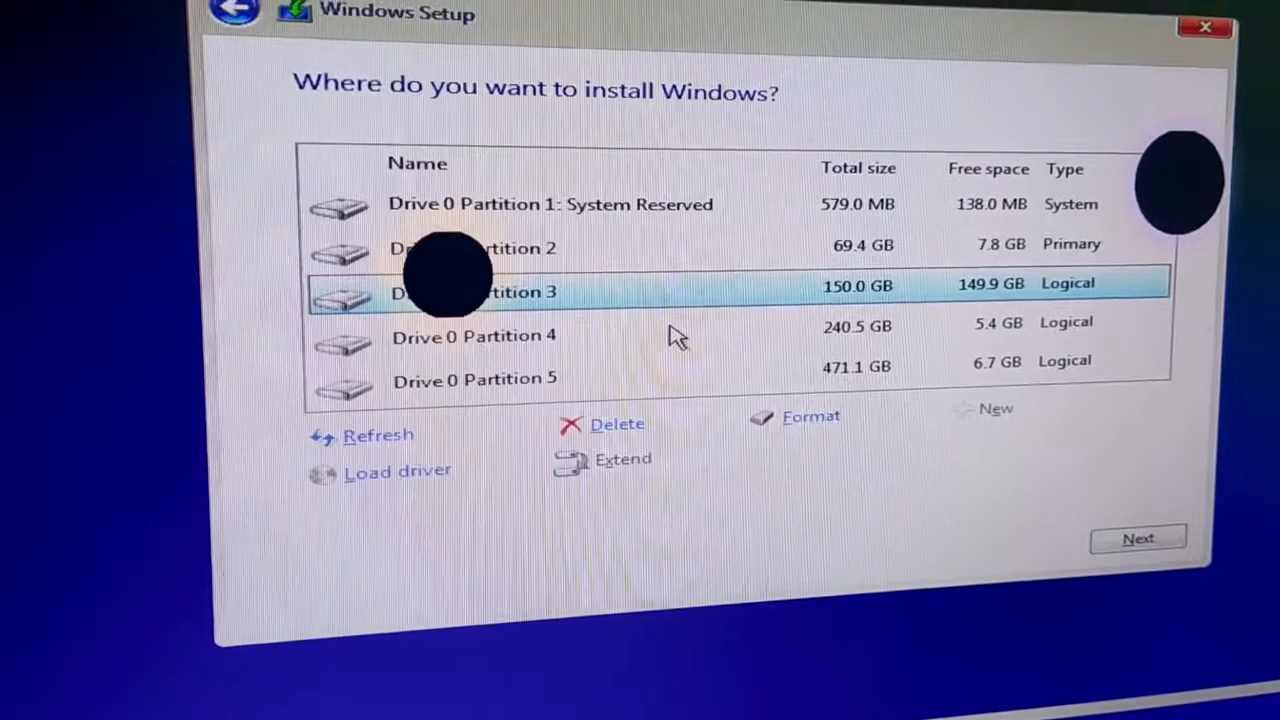 Windows Setup
Where do you want to install Windows?
Name Total size Free space Type
Drive 0 Partition 1: System Reserved 579.0 MB 138.0 MB System
rtition 2 69.4 GB 7.8 GB Primary
tition 3 150.0 GB 149.9 GB Logical
Drive 0 Partition 4 240.5 GB 5.4 GB Logical
Drive 0 Partition 5 471.1 GB 6.7 GB Logical
Refresh Delete Format New
Load driver Extend
Next